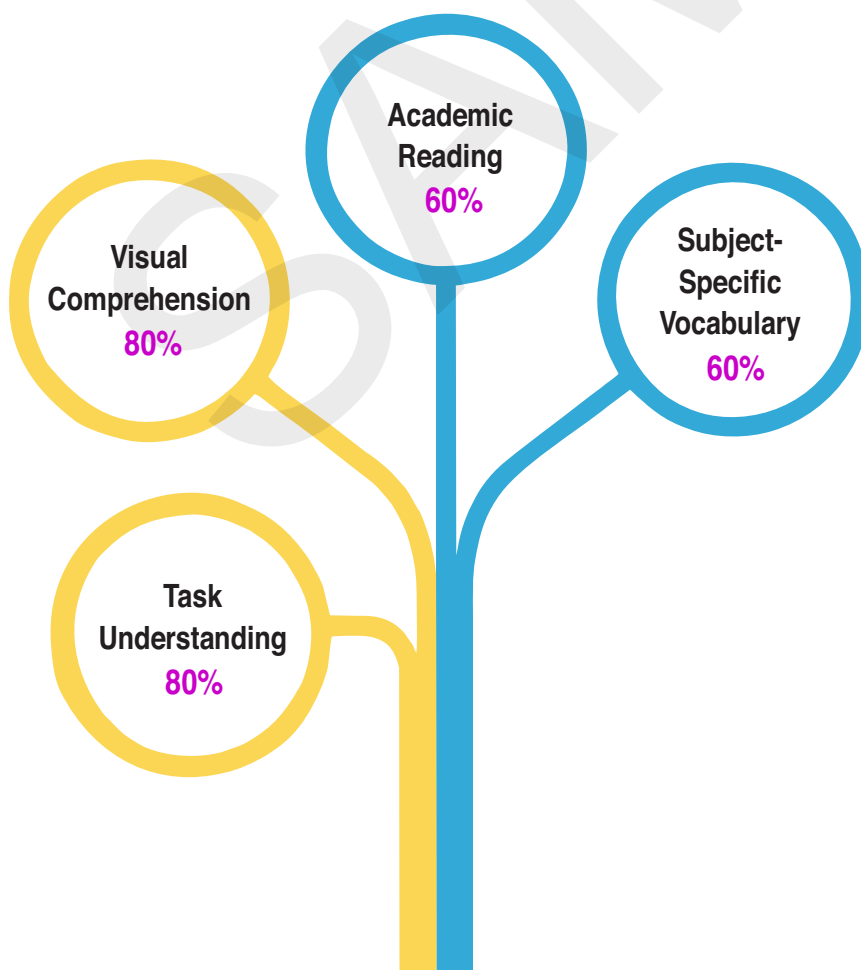 Academic
Reading
60%
Visual
Comprehension
80%
Subject-
Specific
Vocabulary
60%
Task
Understanding
80%